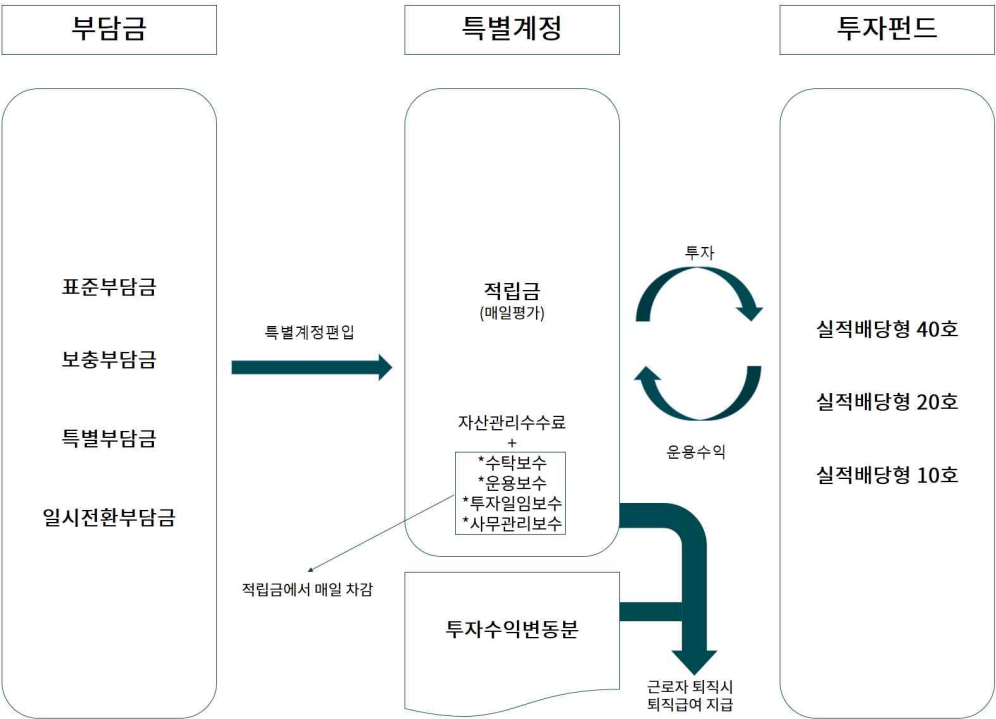 부담금
특별계정
투자펀드
표준부담금
보충부담금
특별부담금
일시전환부담금
특별계정편입
적립금
(매일평가)
자산관리수수료
+
*수탁보수
*운용보수
*투자일임보수
*사무관리보수
적립금에서 매일 차감
투자수익변동분
투자
운용수익
실적배당형 40호
실적배당형 20호
실적배당형 10호
근로자 퇴직시
퇴직급여 지급